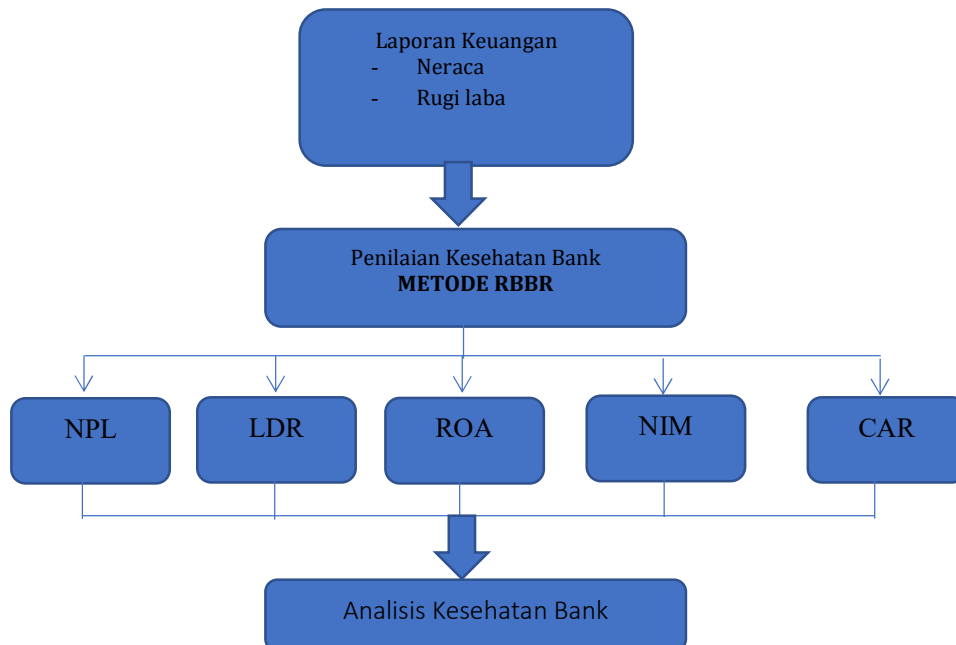 Laporan Keuangan
- Neraca
- Rugi laba
Penilaian Kesehatan Bank
METODE RBBR
NPL
LDR
ROA
NIM
CAR
Analisis Kesehatan Bank